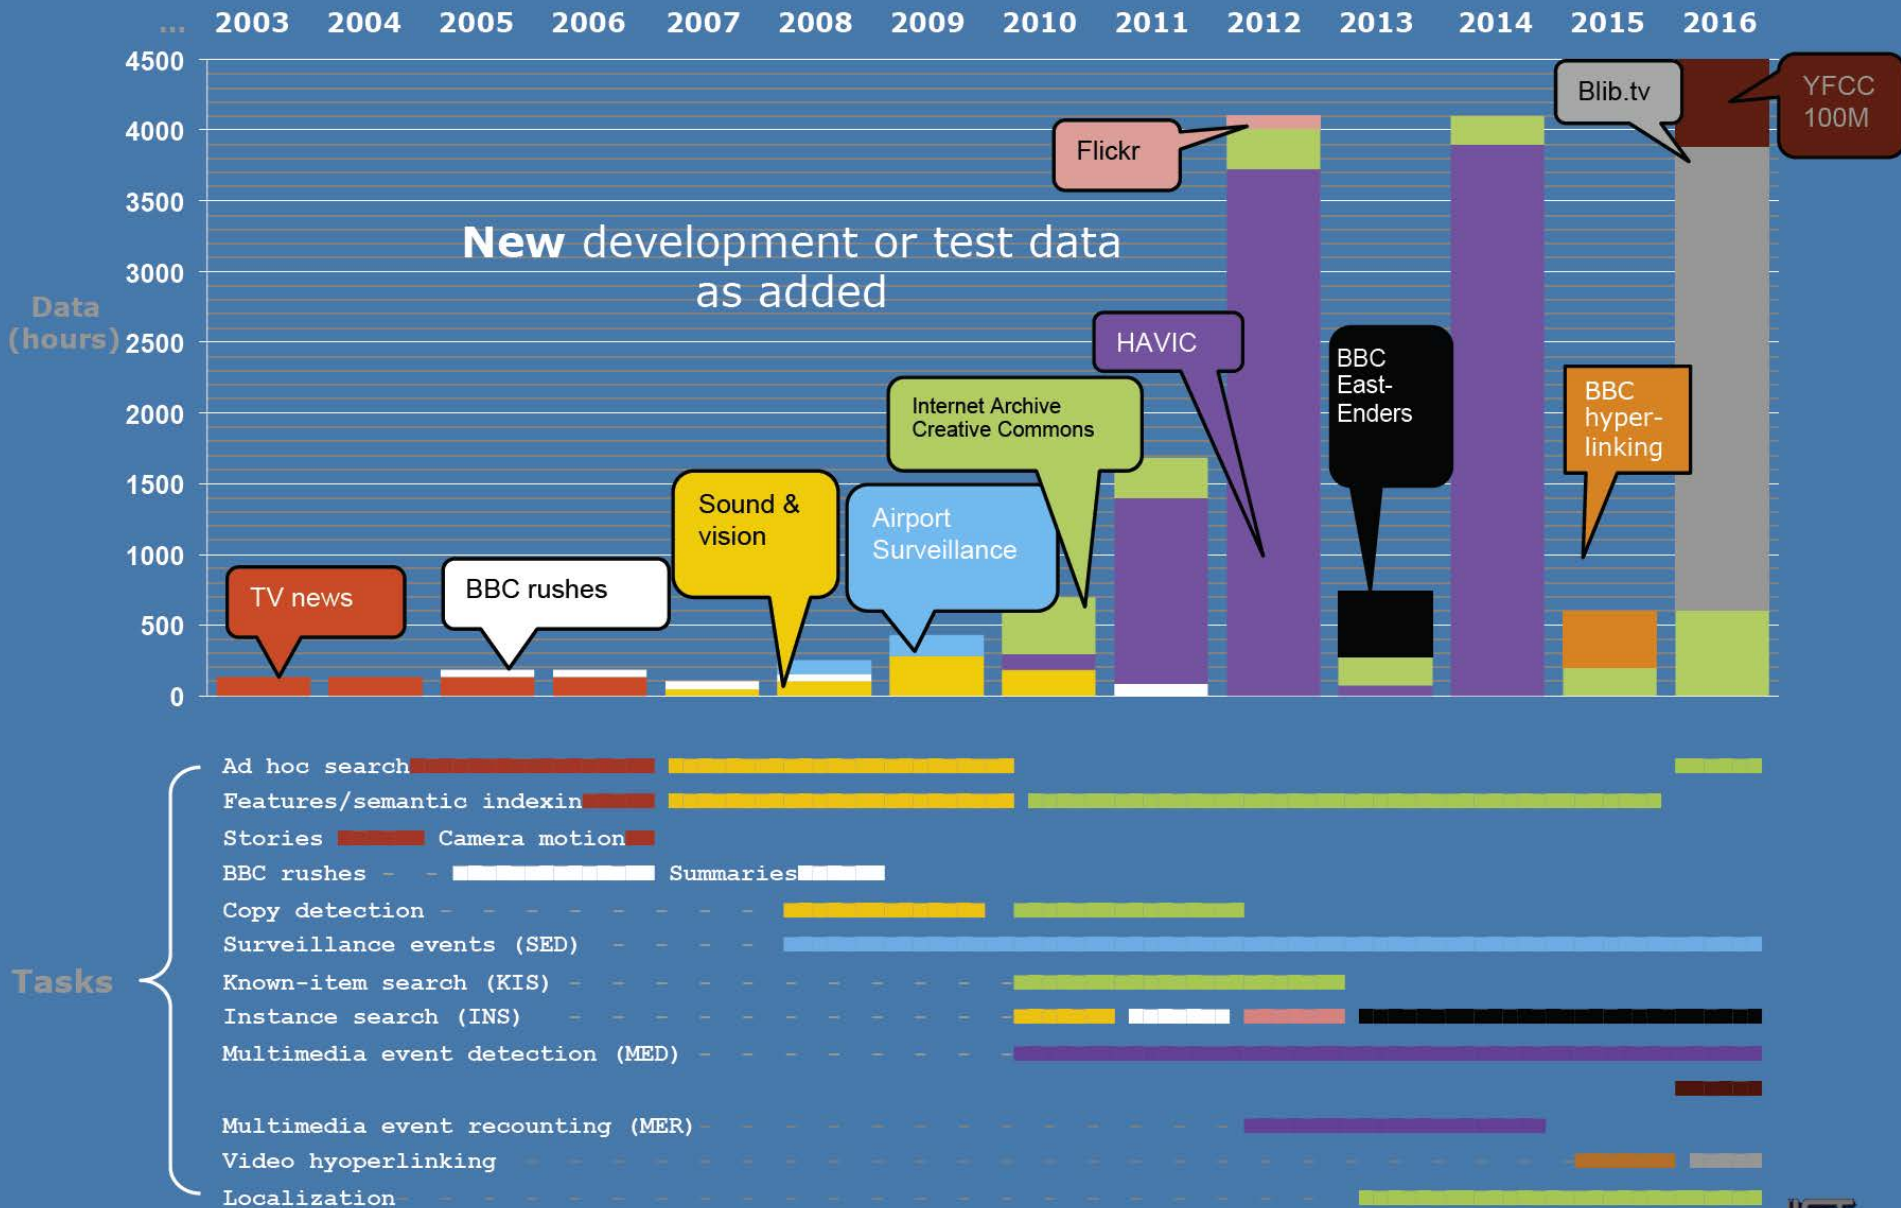 ... 2003 2004 2005 2006 2007 2008 2009 2010 2011 2012 2013 2014 2015 2016
4500
4000
3500
3000
2500
2000
1500
1000
500
0
Data
(hours)
New development or test data
as added
TV news
BBC rushes
Sound &
vision
Airport
Surveillance
Internet Archive
Creative Commons
HAVIC
Flickr
BBC
East-
Enders
BBC
hyper-
linking
Blib.tv
YFCC
100M
Tasks
Ad hoc search
Features/semantic indexin
Stories Camera motion
BBC rushes - - Summaries
Copy detection
Surveillance events (SED)
Known-item search (KIS)
Instance search (INS)
Multimedia event detection (MED)
Multimedia event recounting (MER)
Video hyoperlinking
Localization